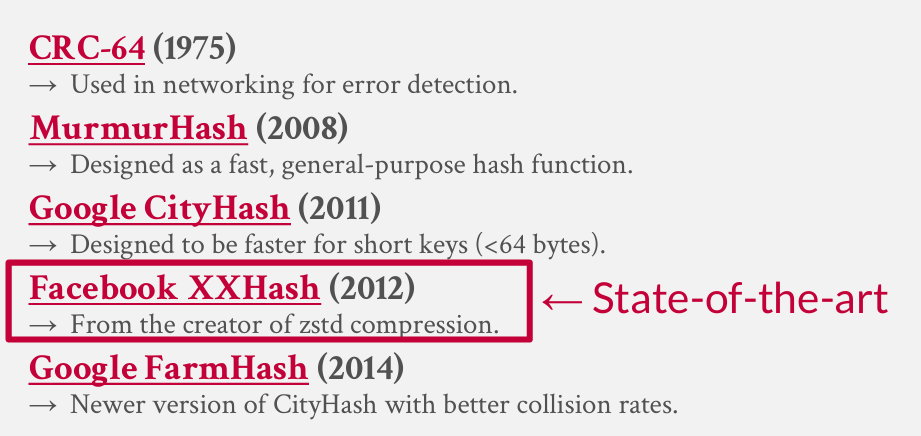 CRC-64 (1975)
→ Used in networking for error detection.
MurmurHash (2008)
→ Designed as a fast, general-purpose hash function.
Google CityHash (2011)
→ Designed to be faster for short keys (<64 bytes).
Facebook XXHash (2012)
→ From the creator of zstd compression.
← State-of-the-art
Google FarmHash (2014)
→ Newer version of CityHash with better collision rates.